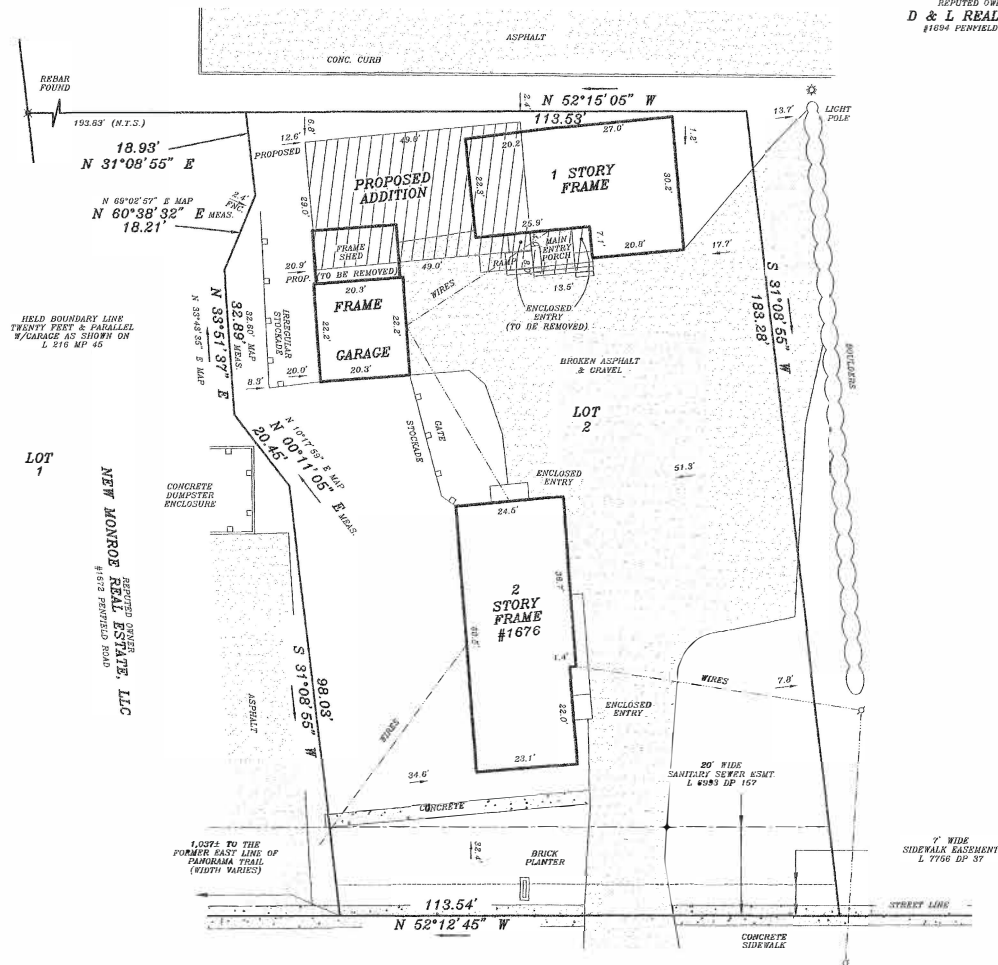 REPUTED OW
D & L REAL
#1694 PENFIELD
ASPHALT
CONC. CURB
REBAR
FOUND
193.83' (N.T.S.)
N 52°15'05" W
113.53'
2.4'
13.7'
LIGHT
POLE
18.93'
N 31°08'55" E
6.8'
12.6'
PROPOSED
49.0'
20.2'
27.0'
1.2'
PROPOSED
ADDITION
1 STORY
FRAME
22.3'
30.2'
29.0'
N 69°02'57" E MAP
N 60°38'32" E MEAS.
18.21'
2.4'
FNC.
FRAME
SHED
(TO BE REMOVED)
20.9'
PROP.
49.0'
25.9'
MAIN
ENTRY
PORCH
RAMP
7.1'
20.8'
17.7'
13.5'
WIRES
ENCLOSED
ENTRY
(TO BE REMOVED)
20.3'
FRAME
GARAGE
22.2'
22.2'
20.3'
20.0'
8.3'
IRREGULAR
STOCKADE
HELD BOUNDARY LINE
TWENTY FEET & PARALLEL
W/GARAGE AS SHOWN ON
L 216 MP 45
N 33°51'37" E
32.89' MEAS.
32.60' MAP
N 33°43'35" E MAP
S 31°08'55" W
183.28'
BOULDERS
BROKEN ASPHALT
& GRAVEL
LOT
2
LOT
1
N 10°17'59" E MAP
N 00°11'05" E MEAS.
20.45'
GATE
STOCKADE
CONCRETE
DUMPSTER
ENCLOSURE
ENCLOSED
ENTRY
51.3'
24.5'
REPUTED OWNER
NEW MONROE REAL ESTATE, LLC
#1672 PENFIELD ROAD
38.7'
2
STORY
FRAME
#1676
60.5'
1.4'
22.0'
23.1'
ENCLOSED
ENTRY
WIRES
7.8'
S 31°08'55" W
98.03'
ASPHALT
WIRES
34.6'
CONCRETE
20' WIDE
SANITARY SEWER ESMT.
L 6993 DP 157
1,037± TO THE
FORMER EAST LINE OF
PANORAMA TRAIL
(WIDTH VARIES)
32.4'
BRICK
PLANTER
7' WIDE
SIDEWALK EASEMENT
L 7766 DP 37
STREET LINE
113.54'
N 52°12'45" W
CONCRETE
SIDEWALK